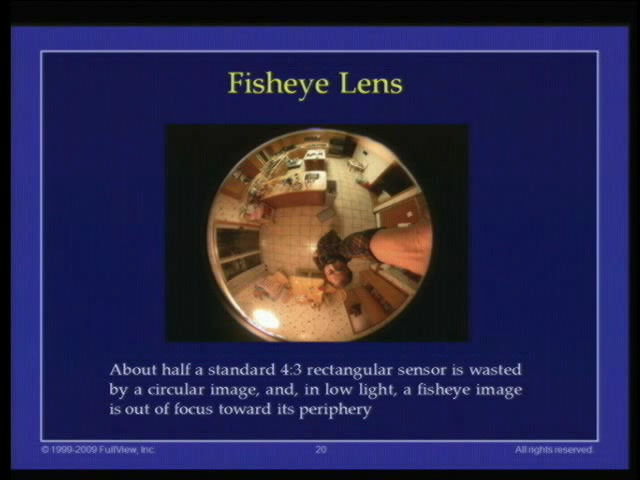 Fisheye Lens
About half a standard 4:3 rectangular sensor is wasted
by a circular image, and, in low light, a fisheye image
is out of focus toward its periphery
© 1999-2009 FullView, Inc.
20
All rights reserved.